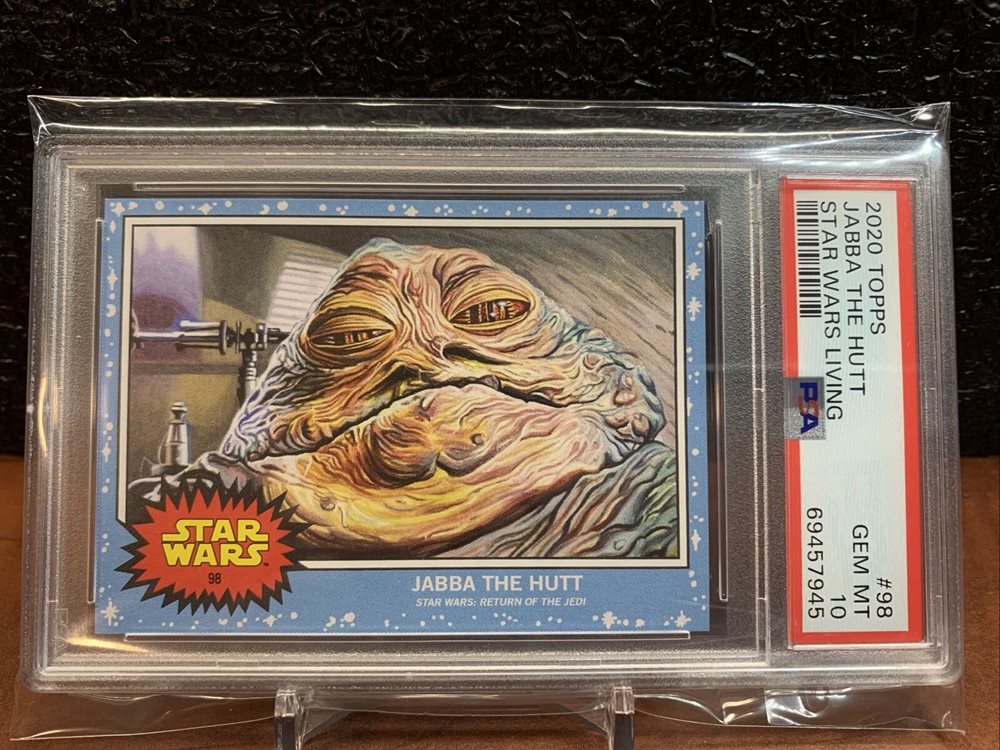 STAR
WARS
TM
98
JABBA THE HUTT
STAR WARS: RETURN OF THE JEDI
2020 TOPPS
JABBA THE HUTT
STAR WARS LIVING
PSA
#98
GEM MT
10
69457945